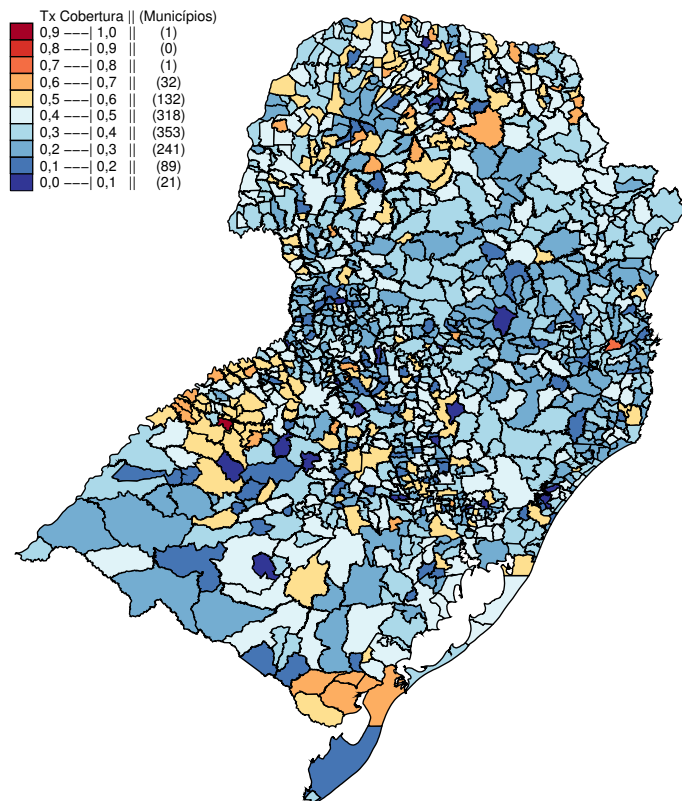 Tx Cobertura || (Municípios)
0,9 −−−| 1,0 || (1)
0,8 −−−| 0,9 || (0)
0,7 −−−| 0,8 || (1)
0,6 −−−| 0,7 || (32)
0,5 −−−| 0,6 || (132)
0,4 −−−| 0,5 || (318)
0,3 −−−| 0,4 || (353)
0,2 −−−| 0,3 || (241)
0,1 −−−| 0,2 || (89)
0,0 −−−| 0,1 || (21)